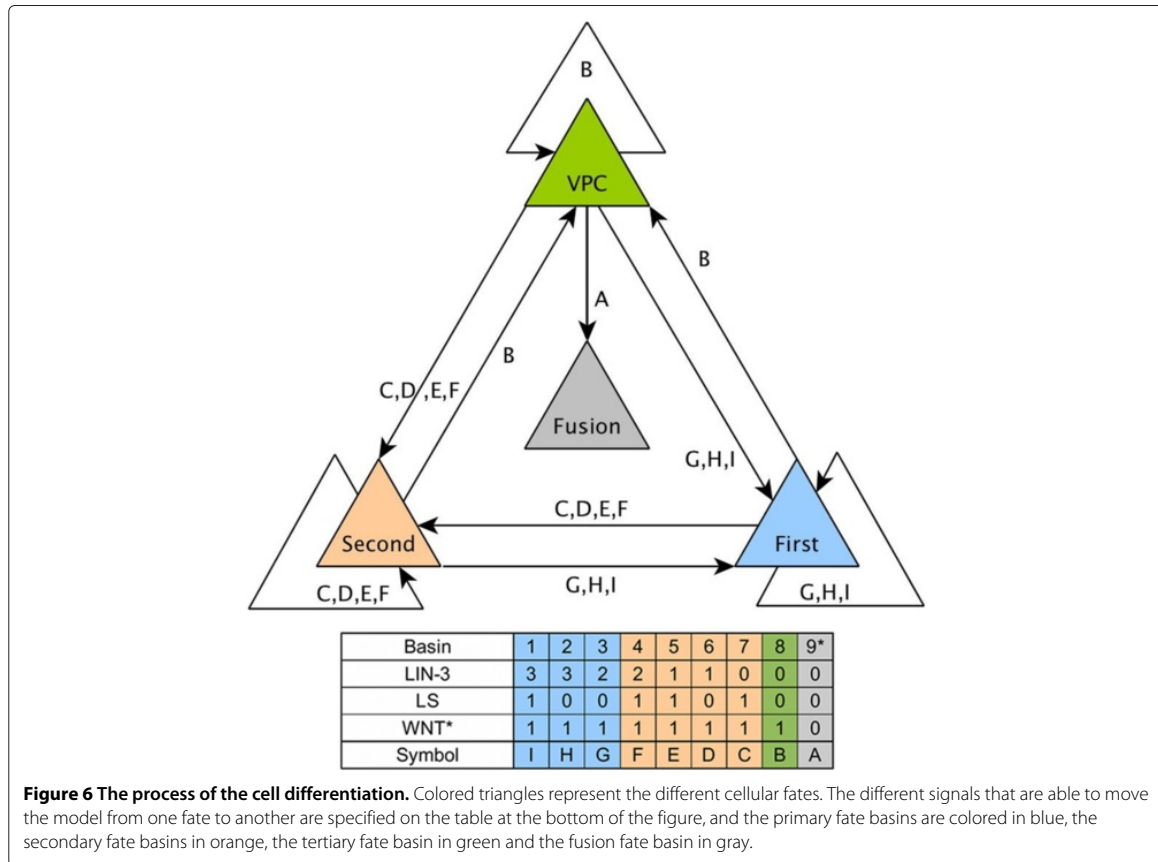 B
VPC
B
A
B
C,D ,E,F
Fusion
G,H,I
C,D,E,F
Second
First
G,H,I
C,D,E,F
G,H,I
Basin 1 2 3 4 5 6 7 8 9*
LIN-3 3 3 2 2 1 1 0 0 0
LS 1 0 0 1 1 0 1 0 0
WNT* 1 1 1 1 1 1 1 1 0
Symbol I H G F E D C B A
Figure 6 The process of the cell differentiation. Colored triangles represent the different cellular fates. The different signals that are able to move
the model from one fate to another are specified on the table at the bottom of the figure, and the primary fate basins are colored in blue, the
secondary fate basins in orange, the tertiary fate basin in green and the fusion fate basin in gray.